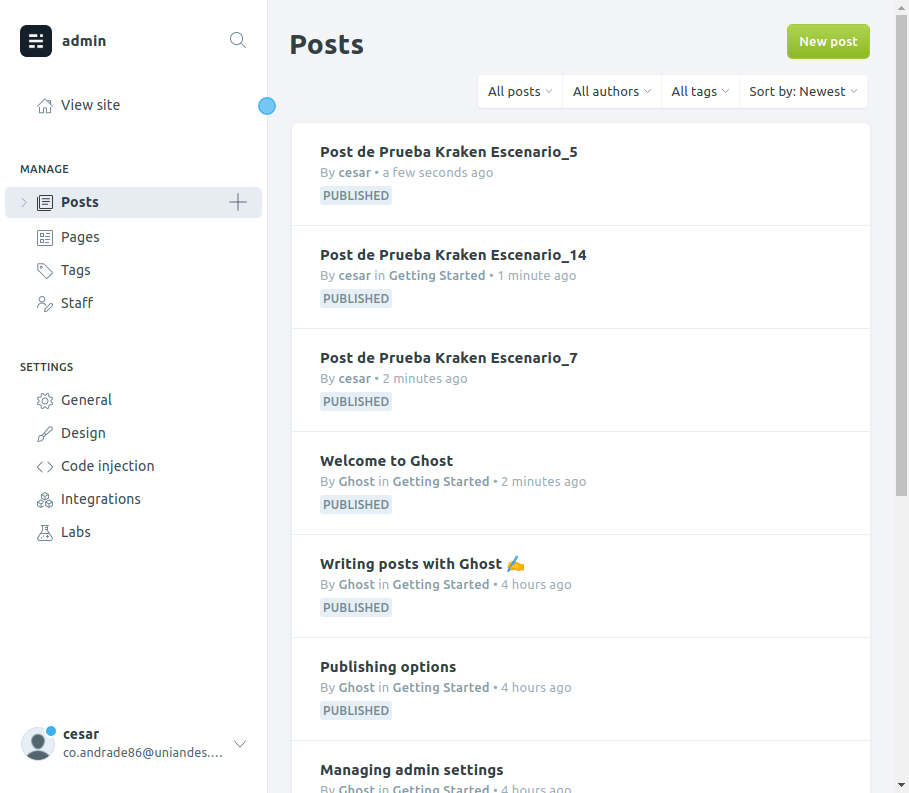 admin
View site
MANAGE
Posts
Pages
Tags
Staff
SETTINGS
General
Design
Code injection
Integrations
Labs
cesar
co.andrade86@uniandes....
Posts
New post
All posts All authors All tags Sort by: Newest
Post de Prueba Kraken Escenario_5
By cesar • a few seconds ago
PUBLISHED
Post de Prueba Kraken Escenario_14
By cesar in Getting Started • 1 minute ago
PUBLISHED
Post de Prueba Kraken Escenario_7
By cesar • 2 minutes ago
PUBLISHED
Welcome to Ghost
By Ghost in Getting Started • 2 minutes ago
PUBLISHED
Writing posts with Ghost ✍️
By Ghost in Getting Started • 4 hours ago
PUBLISHED
Publishing options
By Ghost in Getting Started • 4 hours ago
PUBLISHED
Managing admin settings
By Ghost in Getting Started • 4 hours ago